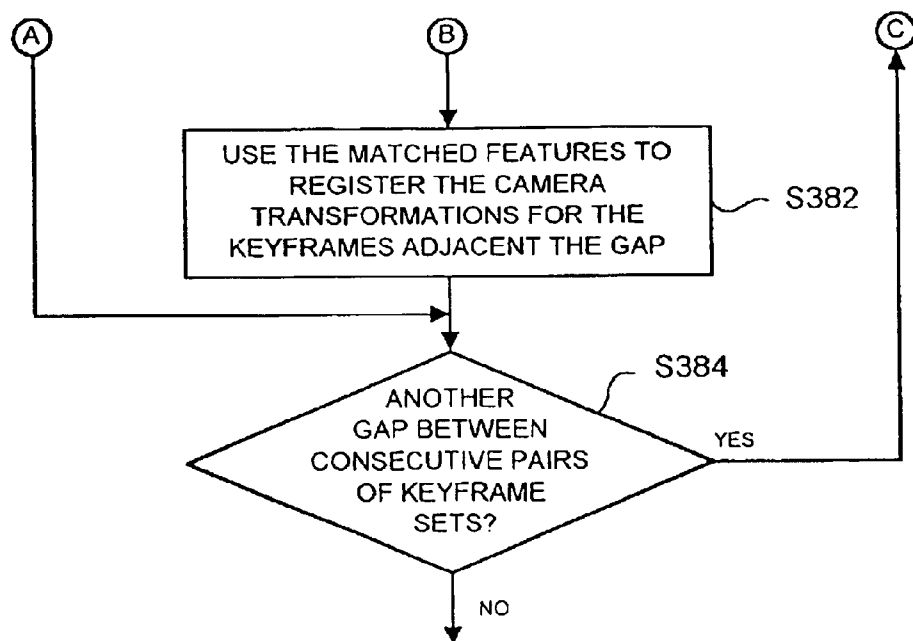 A
B
C
USE THE MATCHED FEATURES TO
REGISTER THE CAMERA
TRANSFORMATIONS FOR THE
KEYFRAMES ADJACENT THE GAP
S382
S384
ANOTHER
GAP BETWEEN
CONSECUTIVE PAIRS
OF KEYFRAME
SETS?
YES
NO